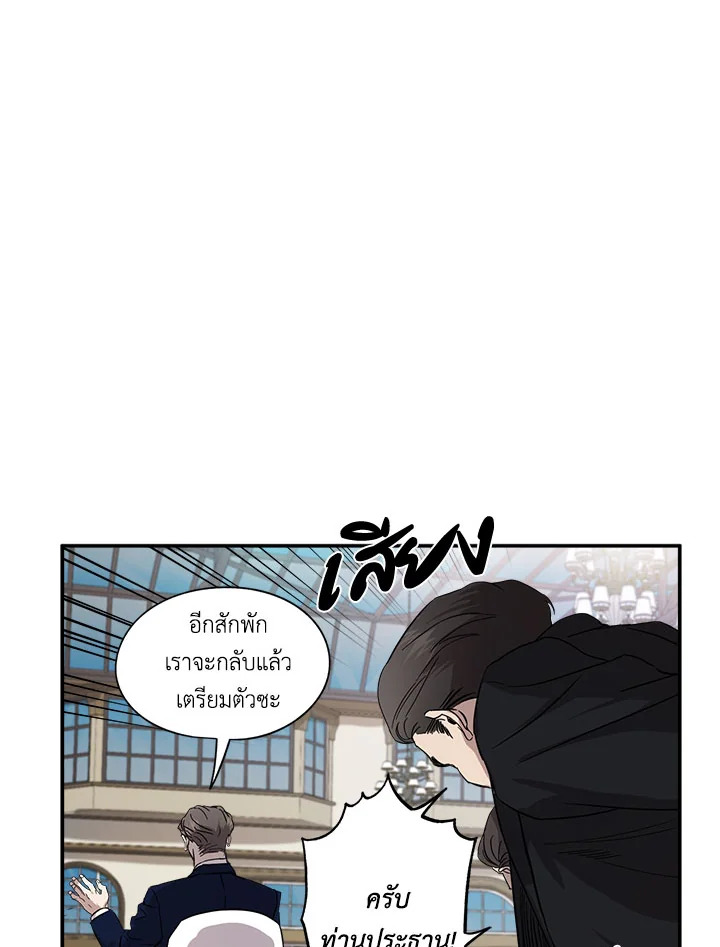 เสียง
อีกสักพัก
เราจะกลับแล้ว
เตรียมตัวซะ
ครับ
ท่านประธาน!